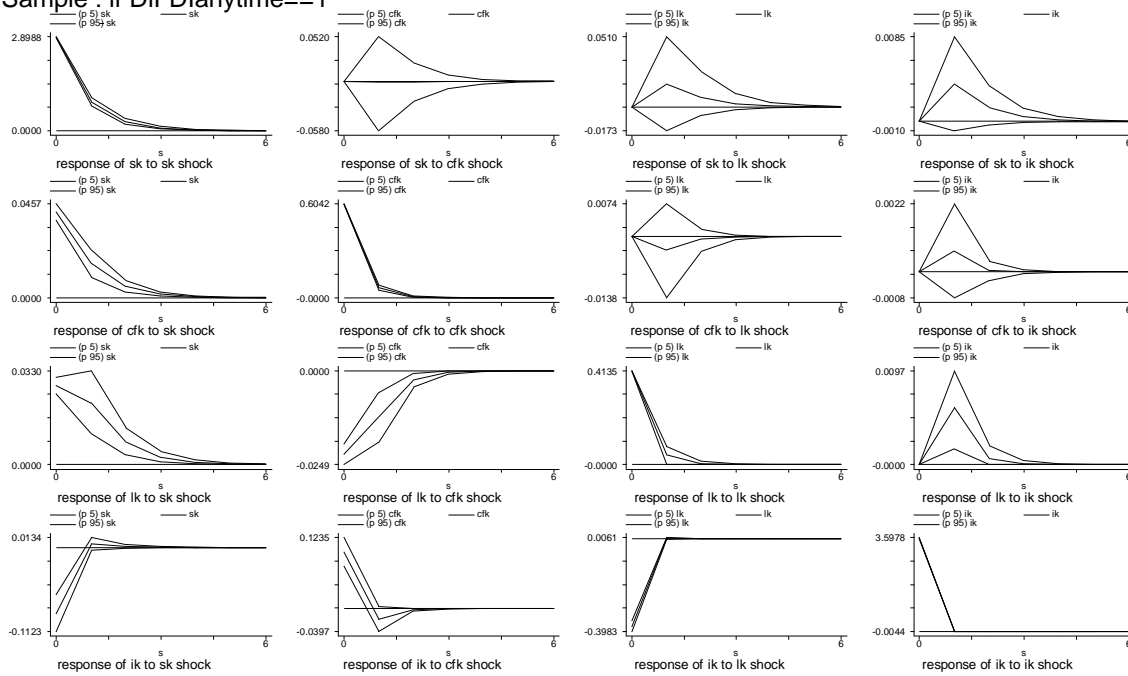 Sample : if DIFDIanytime==1
(p 5) sk sk
(p 95) sk
2.8988
0.0000
0 6
s
response of sk to sk shock
(p 5) cfk cfk
(p 95) cfk
0.0520
-0.0580
0 6
s
response of sk to cfk shock
(p 5) lk lk
(p 95) lk
0.0510
-0.0173
0 6
s
response of sk to lk shock
(p 5) ik ik
(p 95) ik
0.0085
-0.0010
0 6
s
response of sk to ik shock
(p 5) sk sk
(p 95) sk
0.0457
0.0000
0 6
s
response of cfk to sk shock
(p 5) cfk cfk
(p 95) cfk
0.6042
-0.0000
0 6
s
response of cfk to cfk shock
(p 5) lk lk
(p 95) lk
0.0074
-0.0138
0 6
s
response of cfk to lk shock
(p 5) ik ik
(p 95) ik
0.0022
-0.0008
0 6
s
response of cfk to ik shock
(p 5) sk sk
(p 95) sk
0.0330
0.0000
0 6
s
response of lk to sk shock
(p 5) cfk cfk
(p 95) cfk
0.0000
-0.0249
0 6
s
response of lk to cfk shock
(p 5) lk lk
(p 95) lk
0.4135
-0.0000
0 6
s
response of lk to lk shock
(p 5) ik ik
(p 95) ik
0.0097
-0.0000
0 6
s
response of lk to ik shock
(p 5) sk sk
(p 95) sk
0.0134
-0.1123
0 6
s
response of ik to sk shock
(p 5) cfk cfk
(p 95) cfk
0.1235
-0.0397
0 6
s
response of ik to cfk shock
(p 5) lk lk
(p 95) lk
0.0061
-0.3983
0 6
s
response of ik to lk shock
(p 5) ik ik
(p 95) ik
3.5978
-0.0044
0 6
s
response of ik to ik shock